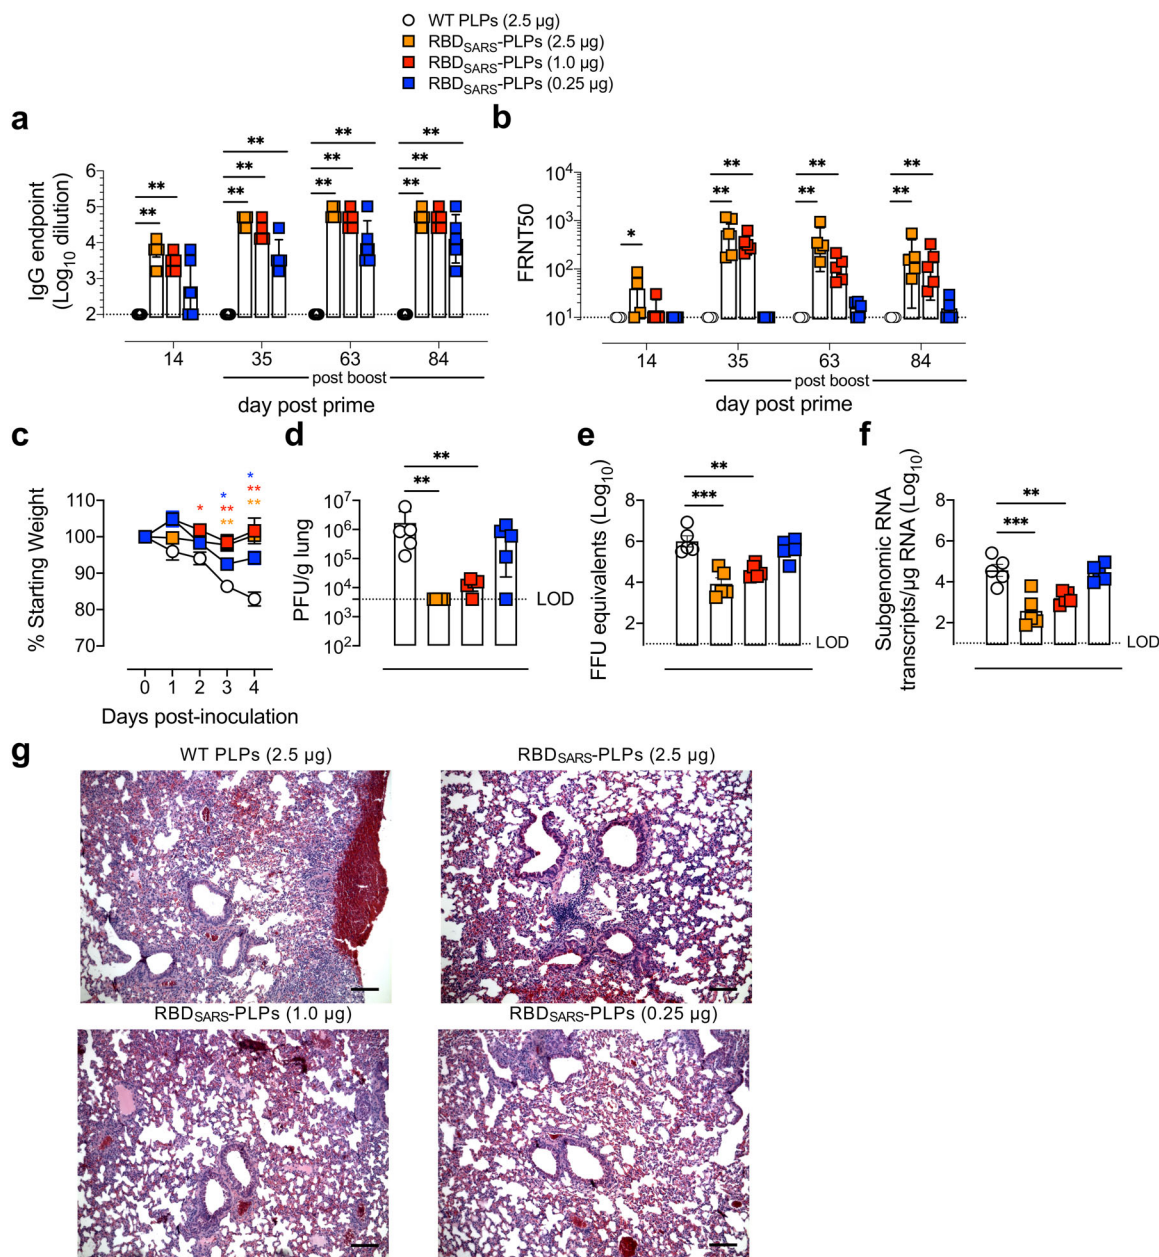 WT PLPs (2.5 µg)
RBDSARS-PLPs (2.5 µg)
RBDSARS-PLPs (1.0 µg)
RBDSARS-PLPs (0.25 µg)
a
IgG endpoint
(Log10 dilution)
6
5
4
3
2
**
**
**
**
**
**
**
**
**
**
**
14
35
63
84
post boost
day post prime
b
FRNT50
10^4
10^3
10^2
10^1
*
**
**
**
**
**
**
14
35
63
84
post boost
day post prime
c
% Starting Weight
110
100
90
80
70
*
*
**
**
*
**
**
0 1 2 3 4
Days post-inoculation
d
PFU/g lung
10^7
10^6
10^5
10^4
10^3
10^2
**
**
LOD
e
FFU equivalents (Log10)
8
6
4
2
**
***
LOD
f
Subgenomic RNA
transcripts/µg RNA (Log10)
8
6
4
2
**
***
LOD
g
WT PLPs (2.5 µg)
RBDSARS-PLPs (2.5 µg)
RBDSARS-PLPs (1.0 µg)
RBDSARS-PLPs (0.25 µg)